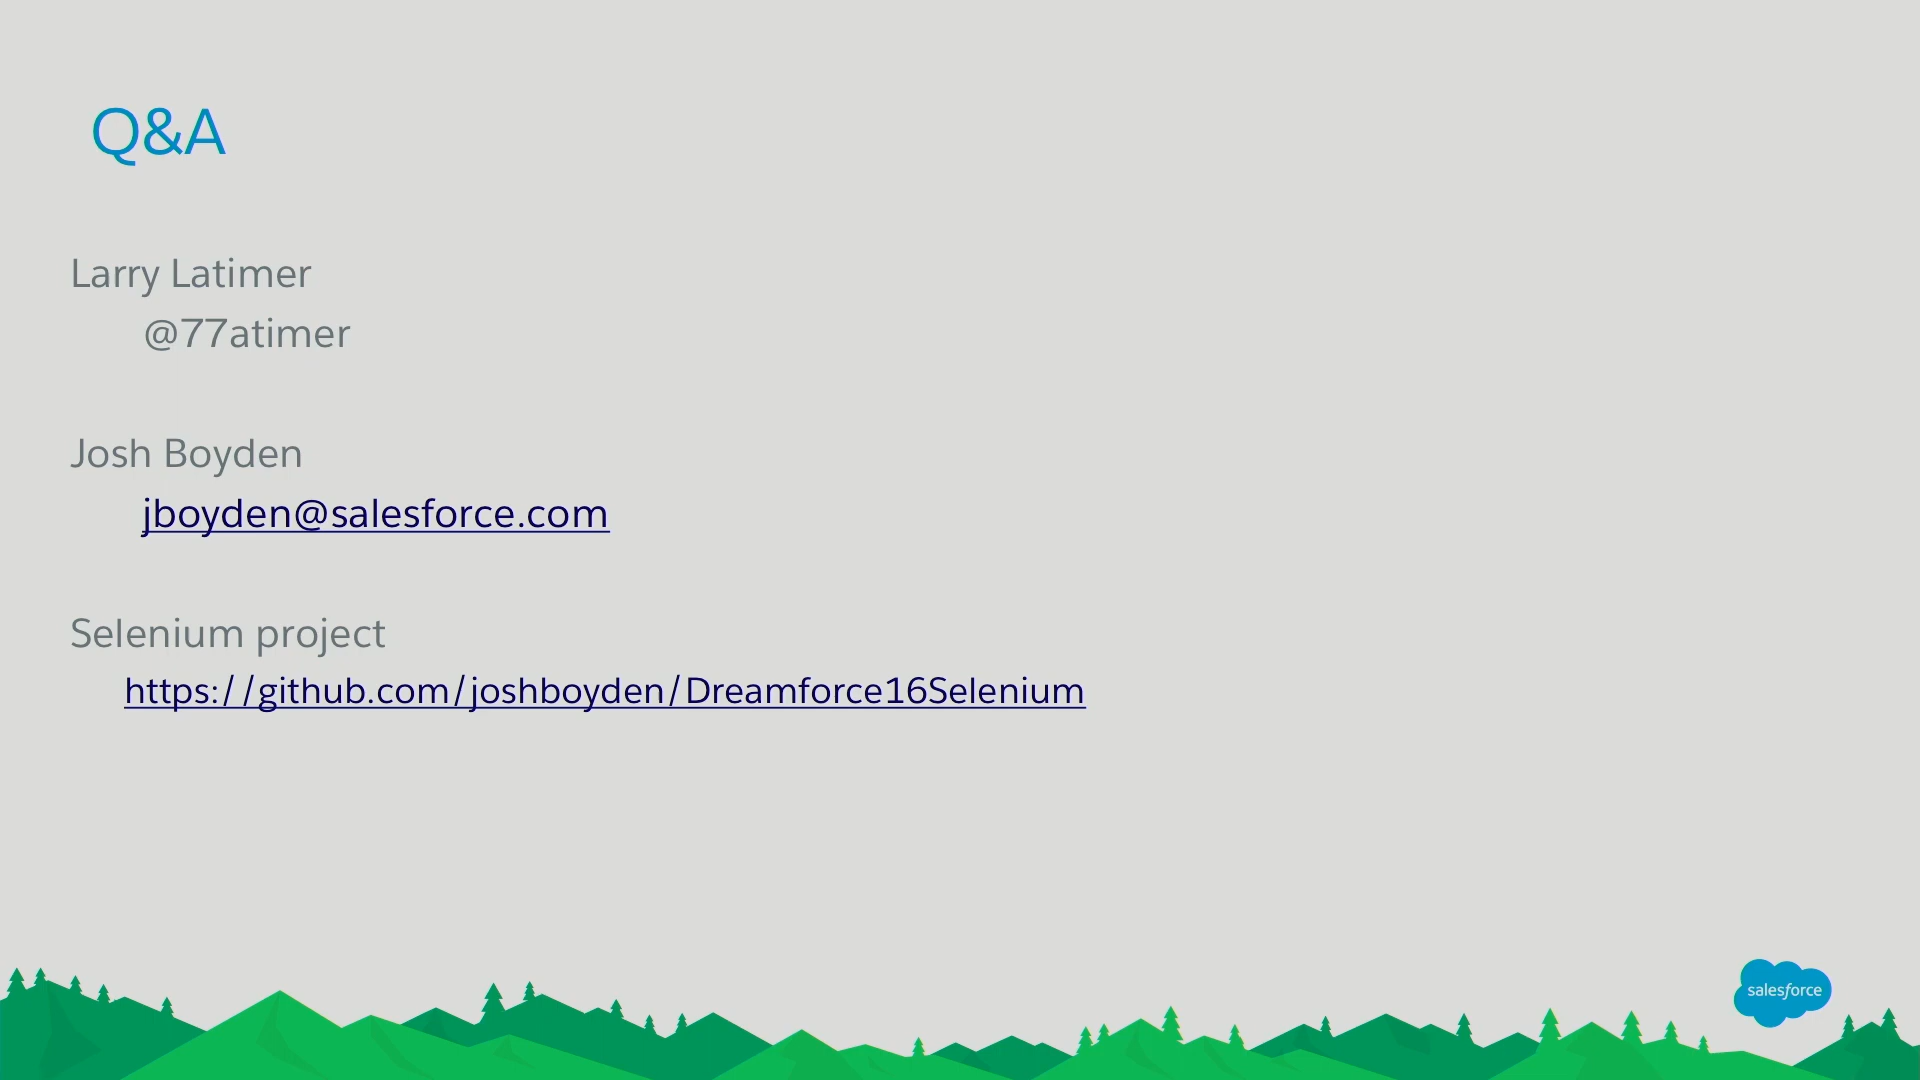 Q&A
Larry Latimer
@77atimer
Josh Boyden
jboyden@salesforce.com
Selenium project
https://github.com/joshboyden/Dreamforce16Selenium
salesforce